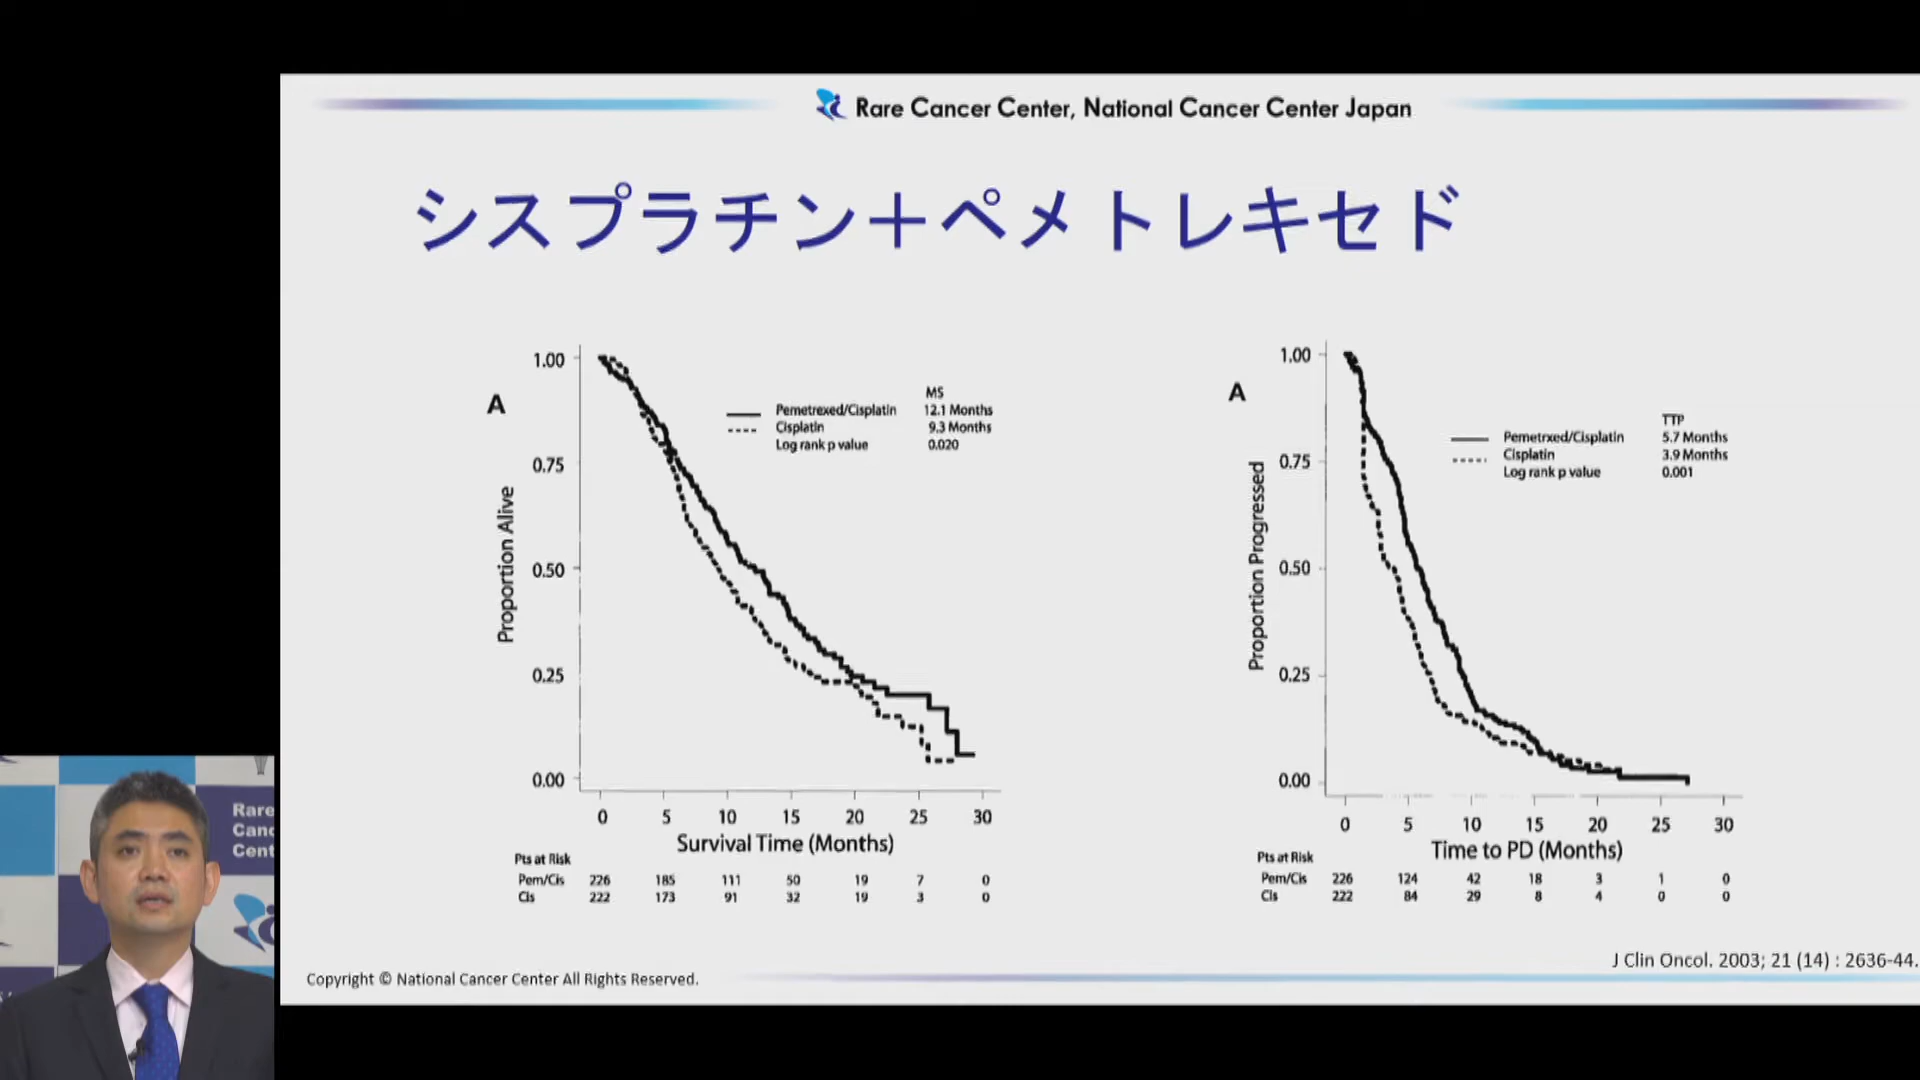 Rare Cancer Center, National Cancer Center Japan
シスプラチン＋ペメトレキセド
A
MS
Pemetrexed/Cisplatin 12.1 Months
Cisplatin 9.3 Months
Log rank p value 0.020
Proportion Alive
1.00
0.75
0.50
0.25
0.00
0 5 10 15 20 25 30
Survival Time (Months)
Pts at Risk
Pem/Cis 226 185 111 50 19 7 0
Cis 222 173 91 32 19 3 0
A
TTP
Pemetrxed/Cisplatin 5.7 Months
Cisplatin 3.9 Months
Log rank p value 0.001
Proportion Progressed
1.00
0.75
0.50
0.25
0.00
0 5 10 15 20 25 30
Time to PD (Months)
Pts at Risk
Pem/Cis 226 124 42 18 3 1 0
Cis 222 84 29 8 4 0 0
J Clin Oncol. 2003; 21 (14) : 2636-44.
Copyright © National Cancer Center All Rights Reserved.
Rare
Canc
Cent